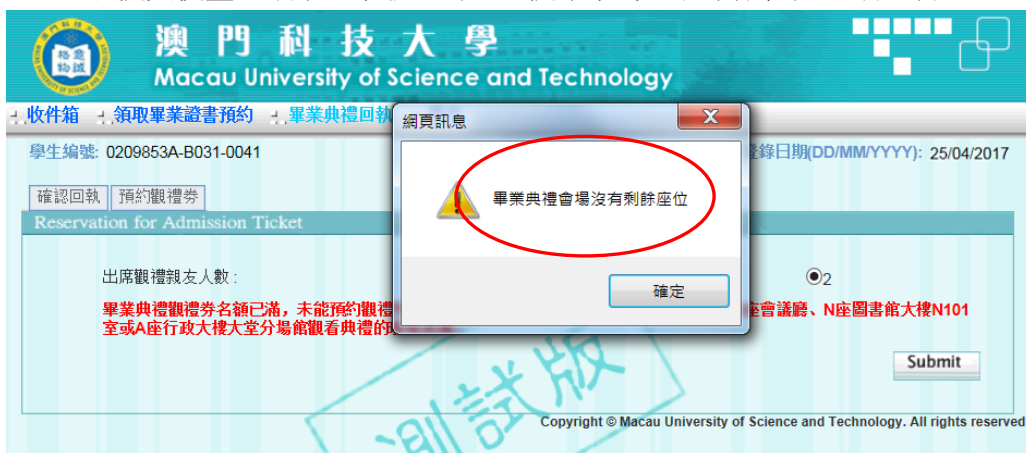 澳門科技大學
Macau University of Science and Technology
收件箱 領取畢業證書預約 畢業典禮回執
網頁訊息
學生編號: 0209853A-B031-0041
登錄日期(DD/MM/YYYY): 25/04/2017
畢業典禮會場沒有剩餘座位
確認回執 預約觀禮券
Reservation for Admission Ticket
確定
出席觀禮親友人數 :
2
畢業典禮觀禮券名額已滿，未能預約觀禮 座會議廳、N座圖書館大樓N101
室或A座行政大樓大堂分場館觀看典禮的
Submit
測試版
Copyright © Macau University of Science and Technology. All rights reserved